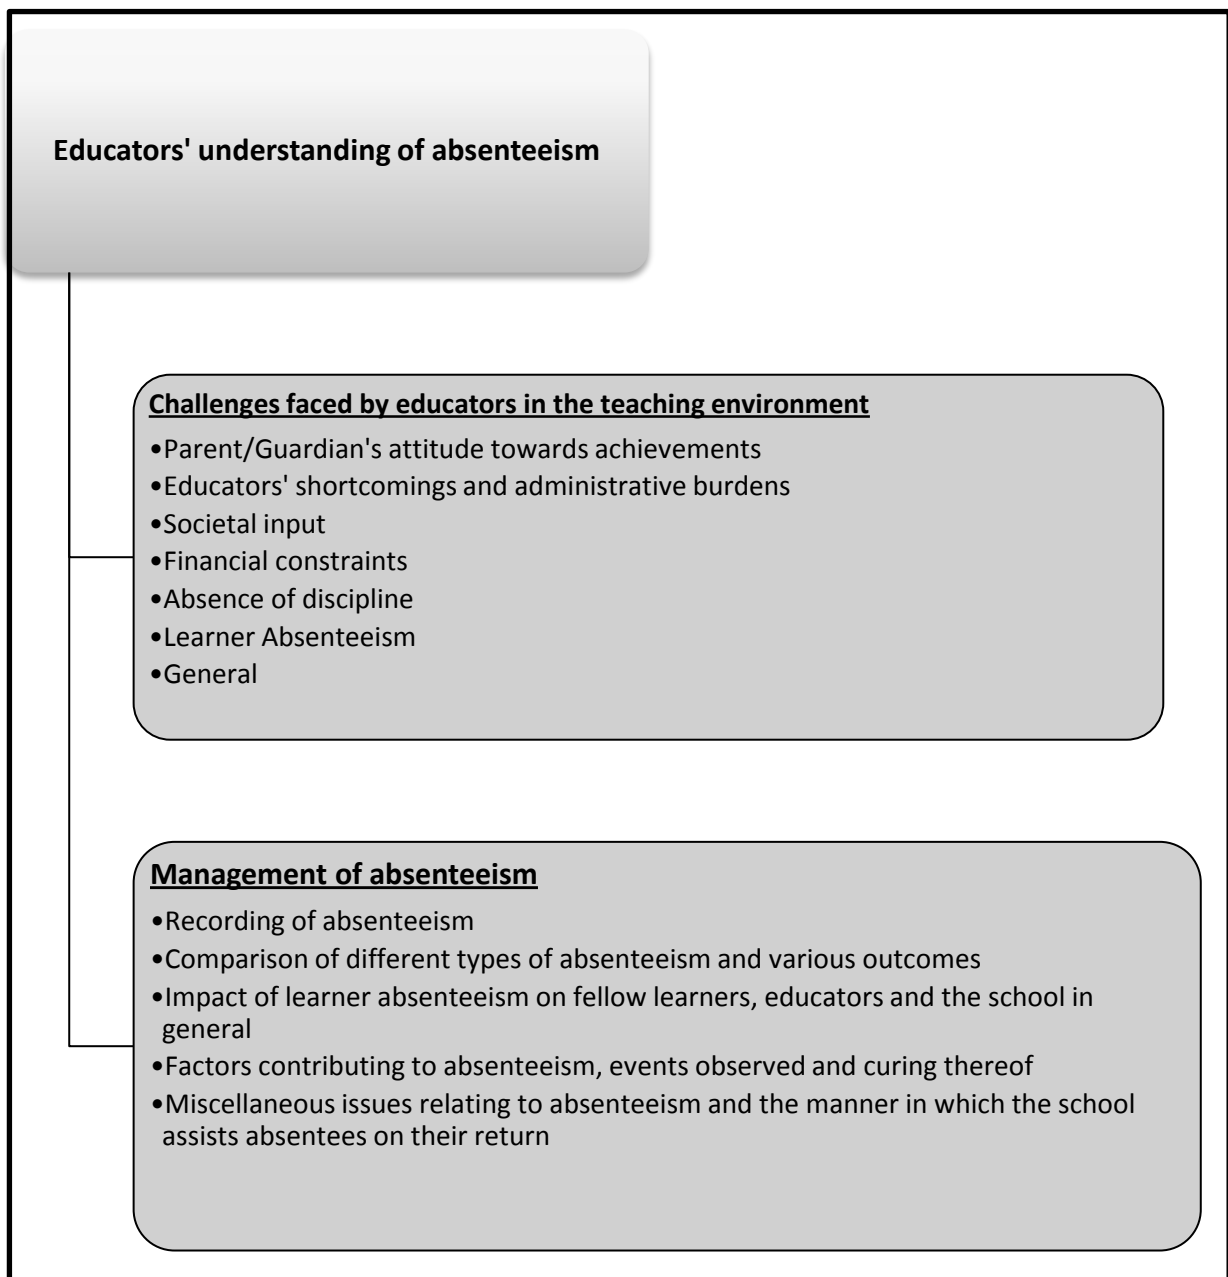 Educators' understanding of absenteeism
Challenges faced by educators in the teaching environment
•Parent/Guardian's attitude towards achievements
•Educators' shortcomings and administrative burdens
•Societal input
•Financial constraints
•Absence of discipline
•Learner Absenteeism
•General
Management of absenteeism
•Recording of absenteeism
•Comparison of different types of absenteeism and various outcomes
•Impact of learner absenteeism on fellow learners, educators and the school in
general
•Factors contributing to absenteeism, events observed and curing thereof
•Miscellaneous issues relating to absenteeism and the manner in which the school
assists absentees on their return